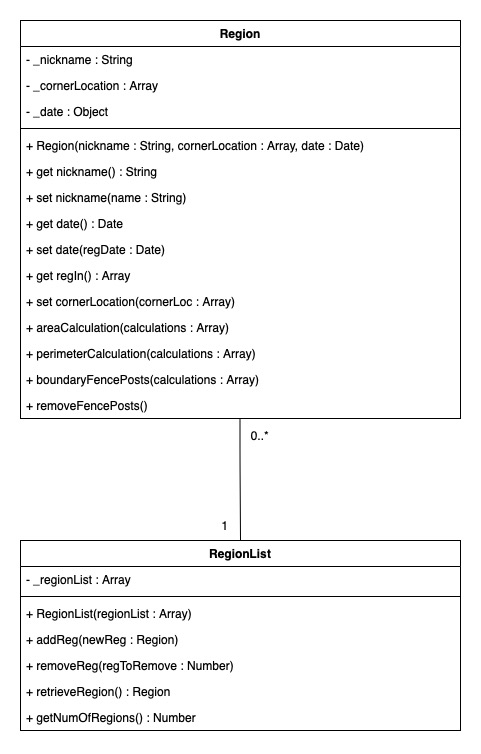 Region
- _nickname : String
- _cornerLocation : Array
- _date : Object
+ Region(nickname : String, cornerLocation : Array, date : Date)
+ get nickname() : String
+ set nickname(name : String)
+ get date() : Date
+ set date(regDate : Date)
+ get regIn() : Array
+ set cornerLocation(cornerLoc : Array)
+ areaCalculation(calculations : Array)
+ perimeterCalculation(calculations : Array)
+ boundaryFencePosts(calculations : Array)
+ removeFencePosts()
0..*
1
RegionList
- _regionList : Array
+ RegionList(regionList : Array)
+ addReg(newReg : Region)
+ removeReg(regToRemove : Number)
+ retrieveRegion() : Region
+ getNumOfRegions() : Number